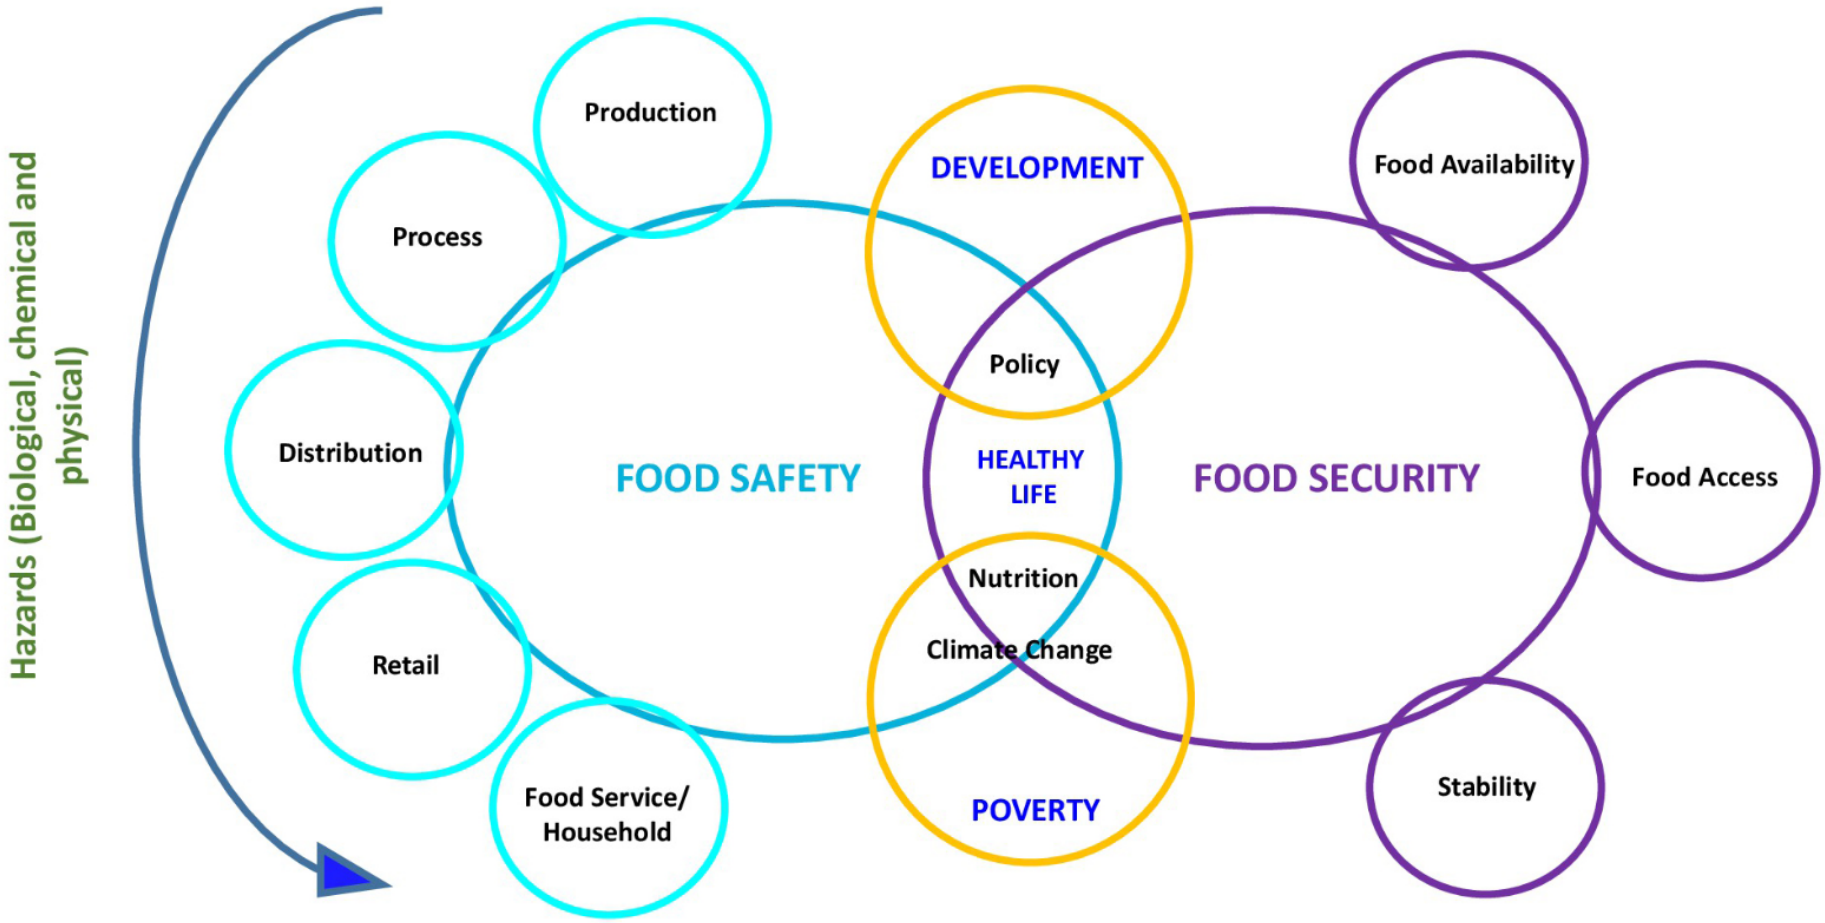 Hazards (Biological, chemical and
physical)
Production
Process
Distribution
Retail
Food Service/
Household
FOOD SAFETY
DEVELOPMENT
Policy
HEALTHY
LIFE
Nutrition
Climate Change
POVERTY
FOOD SECURITY
Food Availability
Food Access
Stability